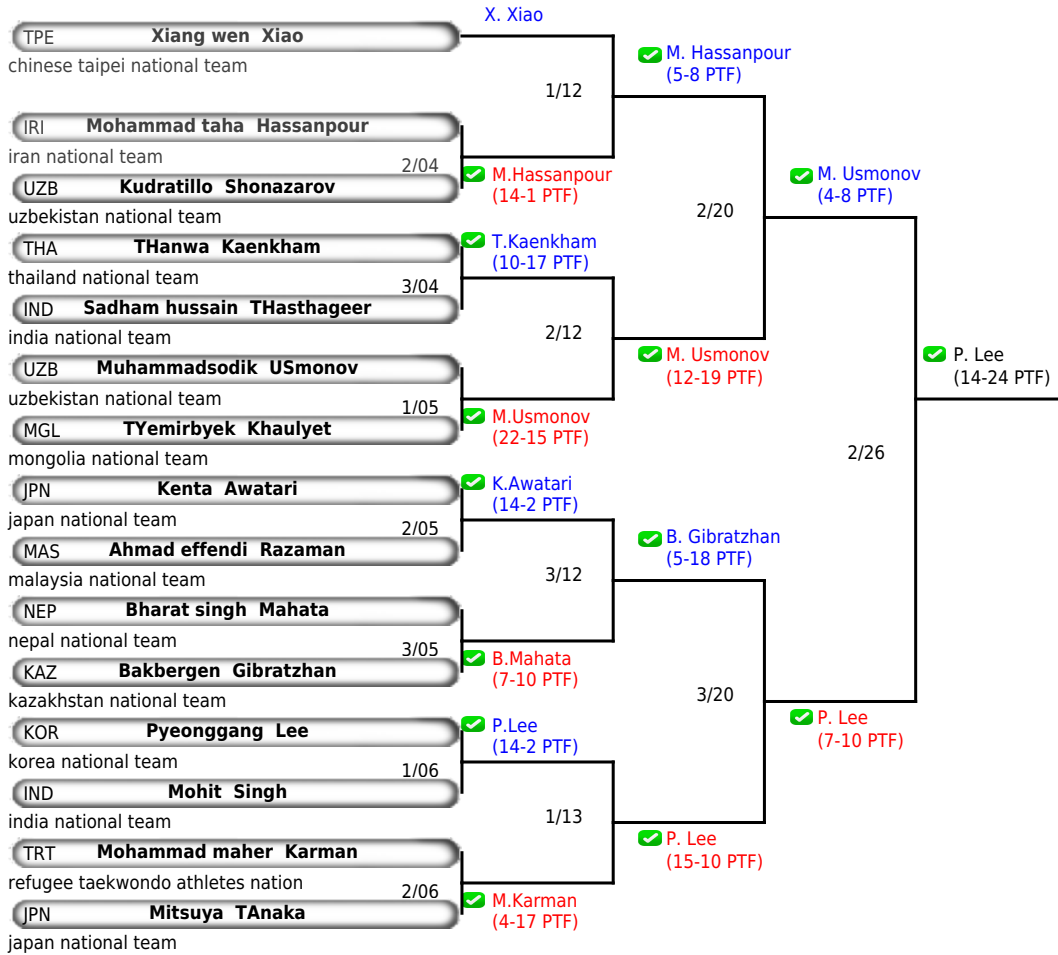 X. Xiao
TPE Xiang wen Xiao
chinese taipei national team
M. Hassanpour
(5-8 PTF)
1/12
IRI Mohammad taha Hassanpour
iran national team
2/04
M.Hassanpour
(14-1 PTF)
UZB Kudratillo Shonazarov
uzbekistan national team
M. Usmonov
(4-8 PTF)
2/20
THA THanwa Kaenkham
thailand national team
T.Kaenkham
(10-17 PTF)
3/04
IND Sadham hussain THasthageer
india national team
2/12
M. Usmonov
(12-19 PTF)
P. Lee
(14-24 PTF)
UZB Muhammadsodik USmonov
uzbekistan national team
1/05
M.Usmonov
(22-15 PTF)
MGL TYemirbyek Khaulyet
mongolia national team
2/26
JPN Kenta Awatari
japan national team
K.Awatari
(14-2 PTF)
2/05
MAS Ahmad effendi Razaman
malaysia national team
B. Gibratzhan
(5-18 PTF)
3/12
NEP Bharat singh Mahata
nepal national team
3/05
B.Mahata
(7-10 PTF)
KAZ Bakbergen Gibratzhan
kazakhstan national team
3/20
P. Lee
(7-10 PTF)
KOR Pyeonggang Lee
korea national team
P.Lee
(14-2 PTF)
1/06
IND Mohit Singh
india national team
1/13
P. Lee
(15-10 PTF)
TRT Mohammad maher Karman
refugee taekwondo athletes nation
2/06
M.Karman
(4-17 PTF)
JPN Mitsuya TAnaka
japan national team